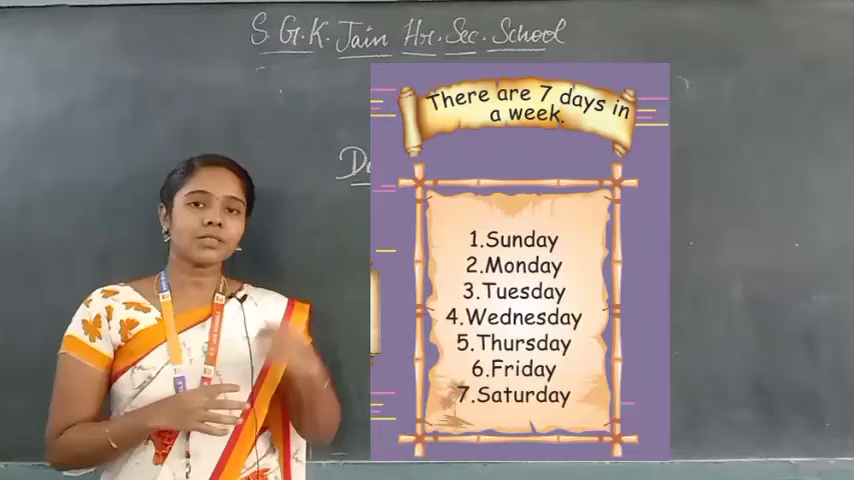 S.G.K. Jain Hr. Sec. School
There are 7 days in
a week.
1.Sunday
2.Monday
3.Tuesday
4.Wednesday
5.Thursday
6.Friday
7.Saturday